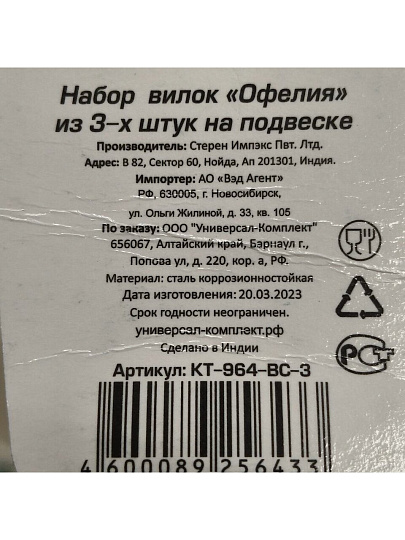 Набор вилок «Офелия»
из 3-х штук на подвеске
Производитель: Стерен Импэкс Пвт. Лтд.
Адрес: В 82, Сектор 60, Нойда, Ап 201301, Индия.
Импортер: АО «Вэд Агент»
РФ, 630005, г. Новосибирск,
ул. Ольги Жилиной, д. 33, кв. 105
По заказу: ООО "Универсал-Комплект"
656067, Алтайский край, Барнаул г.,
Попова ул, д. 220, кор. а, РФ.
Материал: сталь коррозионностойкая
Дата изготовления: 20.03.2023
Срок годности неограничен.
универсал-комплект.рф
Сделано в Индии
Артикул: КТ-964-ВС-3
4 600089 256433